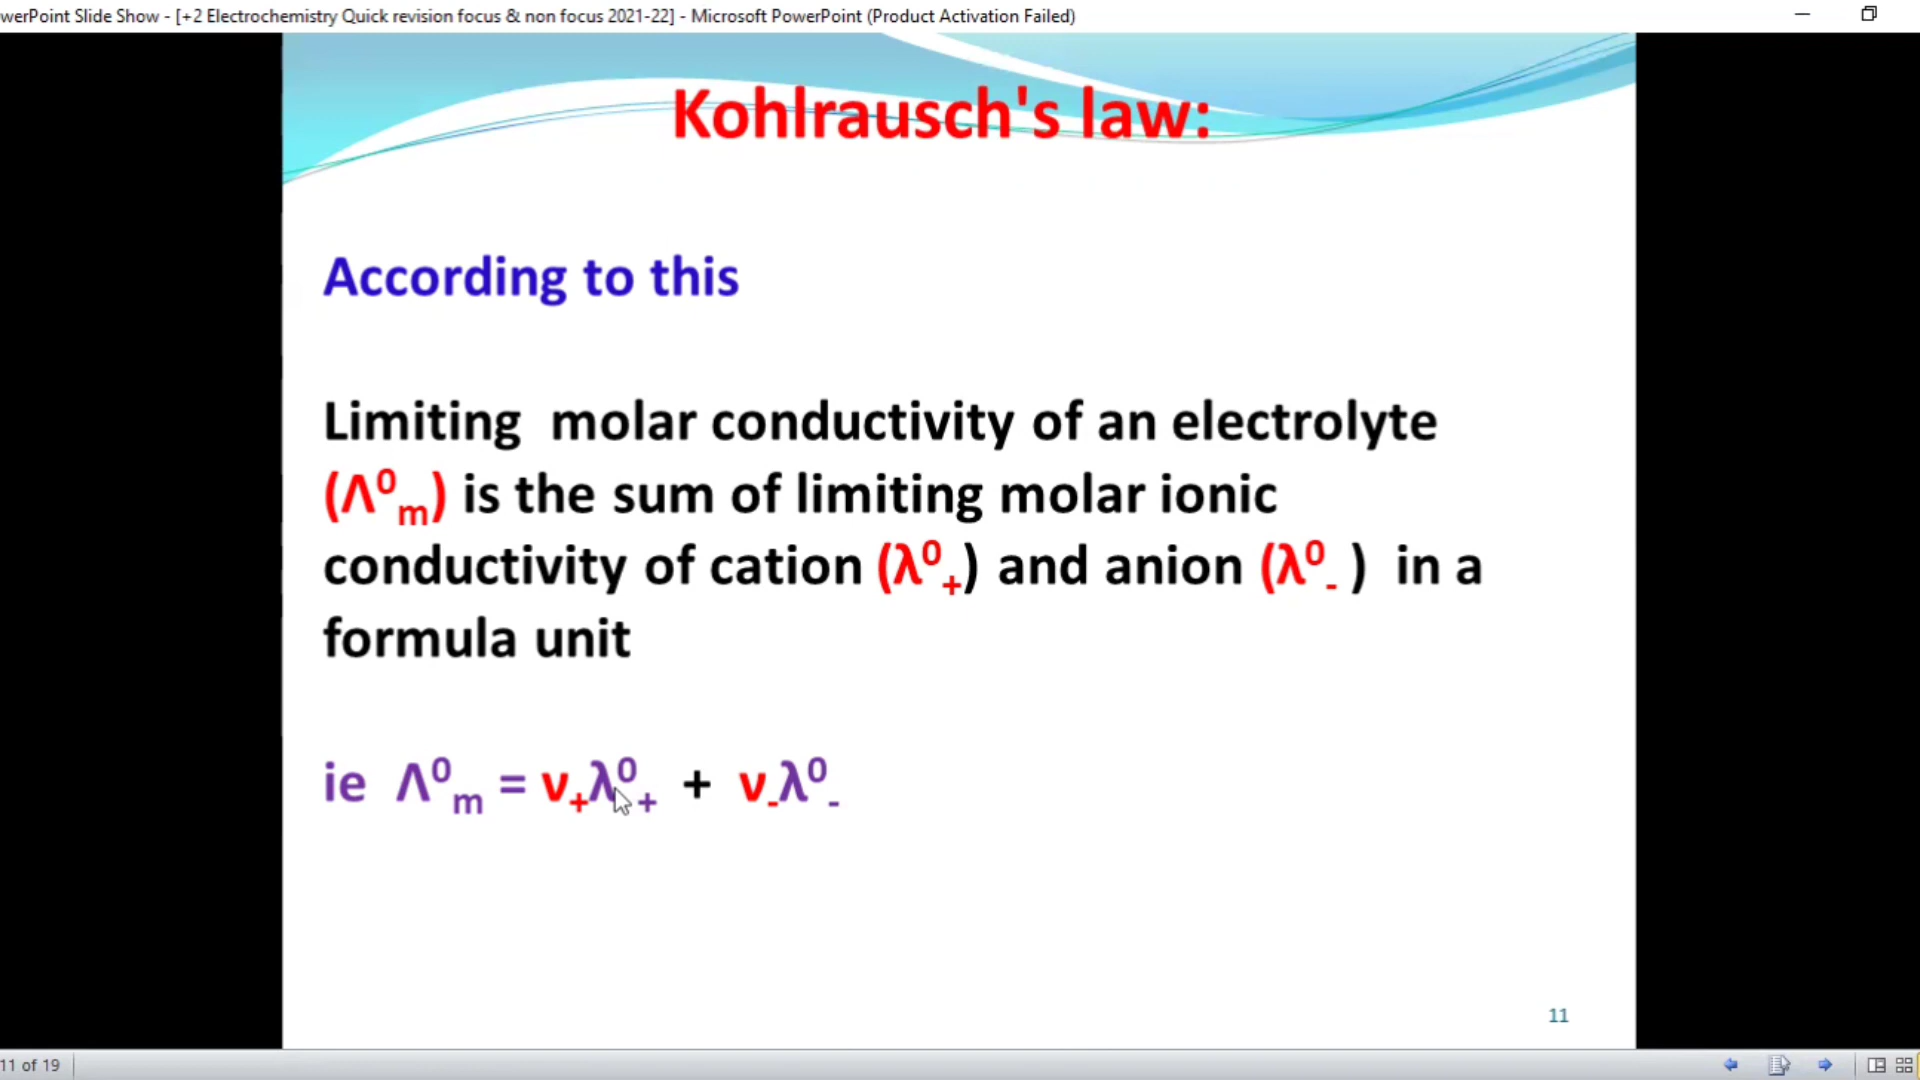 werPoint Slide Show - [+2 Electrochemistry Quick revision focus & non focus 2021-22] - Microsoft PowerPoint (Product Activation Failed)
Kohlrausch's law:
According to this
Limiting molar conductivity of an electrolyte
(Λ⁰ₘ) is the sum of limiting molar ionic
conductivity of cation (λ⁰₊) and anion (λ⁰₋ ) in a
formula unit
ie Λ⁰ₘ = ν₊λ⁰₊ + ν₋λ⁰₋
11
11 of 19